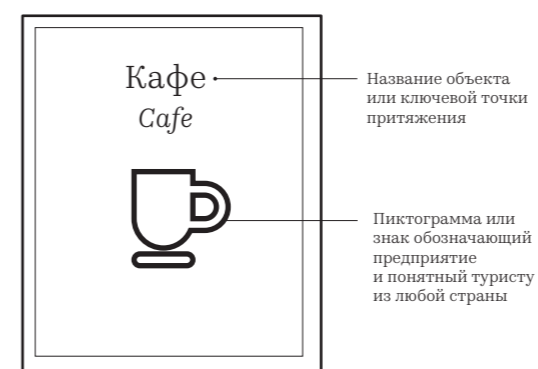 Кафе
Cafe
Название объекта
или ключевой точки
притяжения
Пиктограмма или
знак обозначающий
предприятие
и понятный туристу
из любой страны